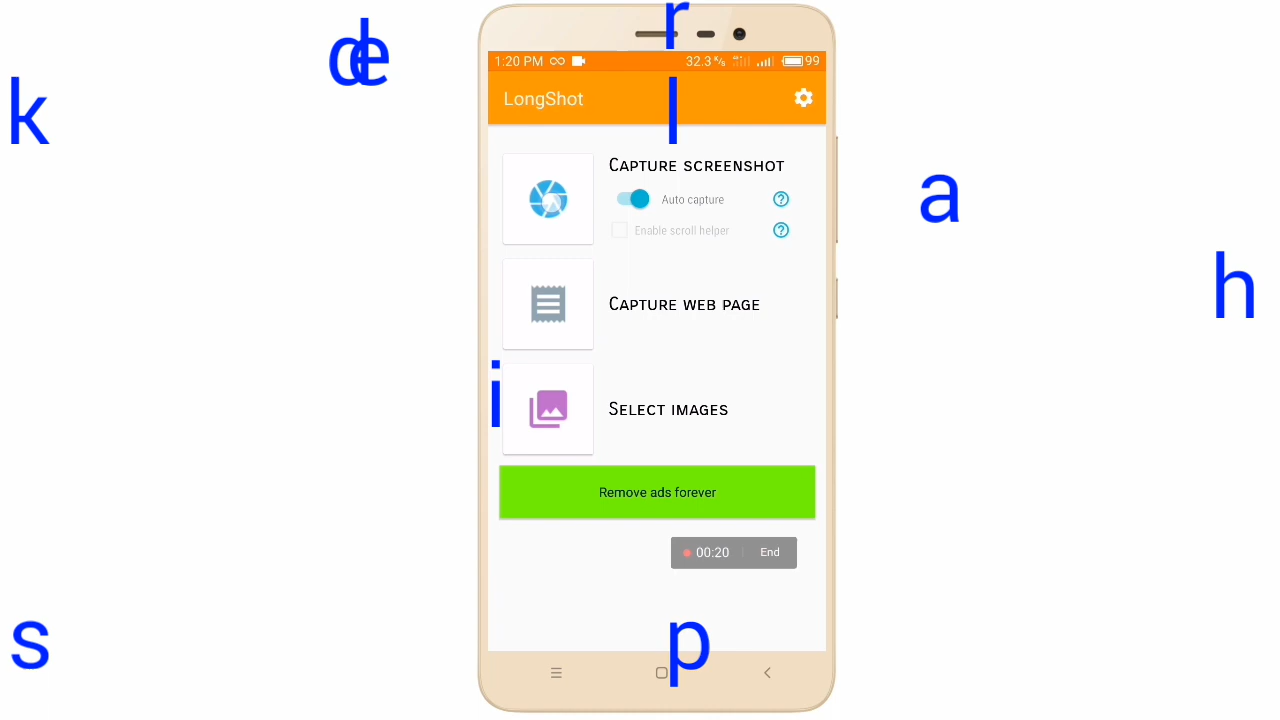 r
d e
1:20 PM 32.3 K/s 99
k l
LongShot
Capture screenshot
a
Auto capture
Enable scroll helper
h
Capture web page
i
Select images
Remove ads forever
00:20 End
s p